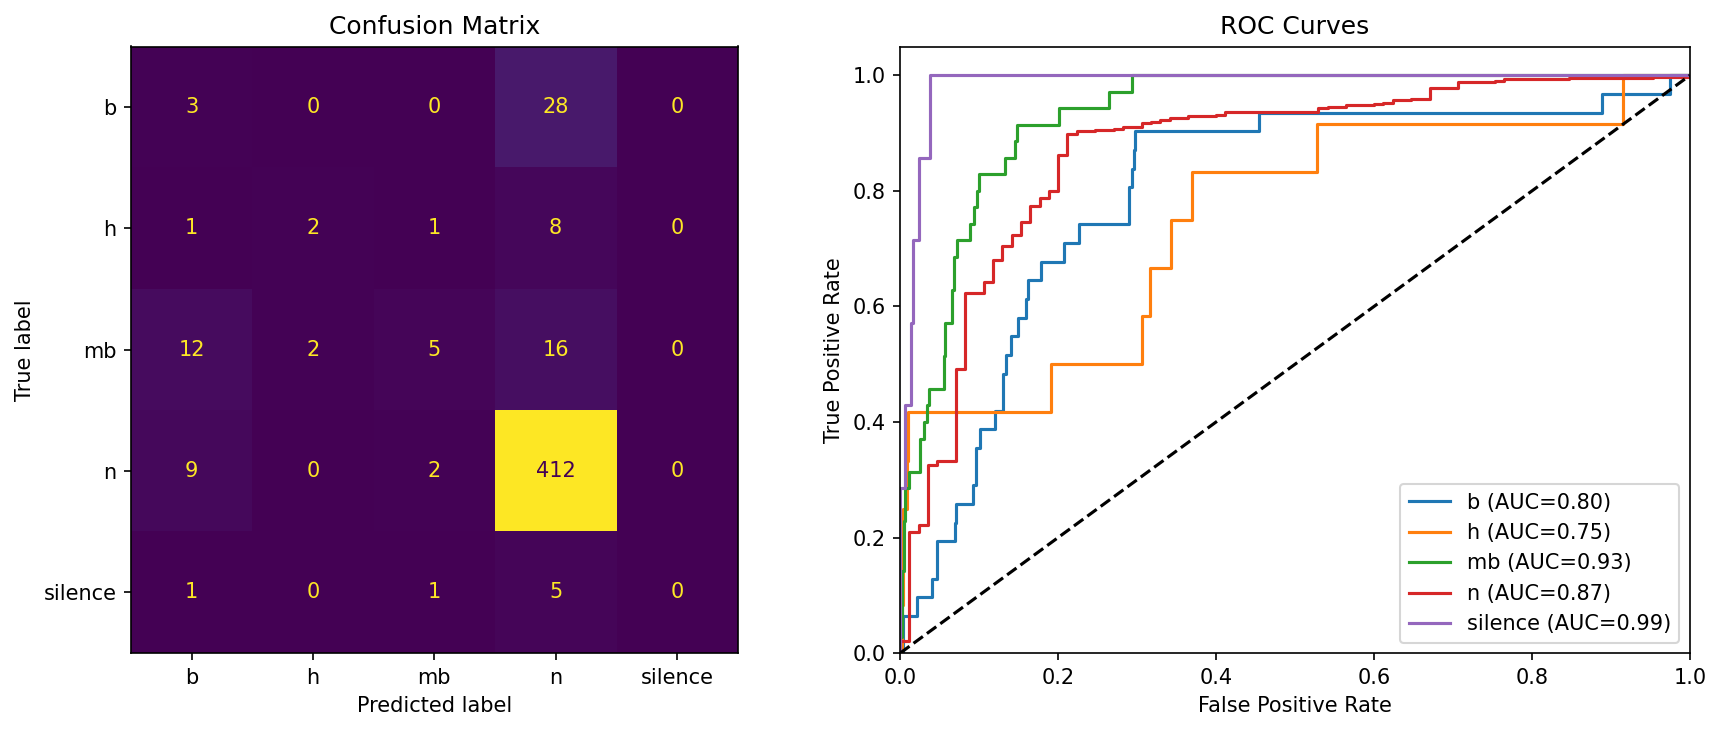 Confusion Matrix
True label
b 3 0 0 28 0
h 1 2 1 8 0
mb 12 2 5 16 0
n 9 0 2 412 0
silence 1 0 1 5 0
b h mb n silence
Predicted label
ROC Curves
True Positive Rate
1.0
0.8
0.6
0.4
0.2
0.0
0.0 0.2 0.4 0.6 0.8 1.0
False Positive Rate
b (AUC=0.80)
h (AUC=0.75)
mb (AUC=0.93)
n (AUC=0.87)
silence (AUC=0.99)